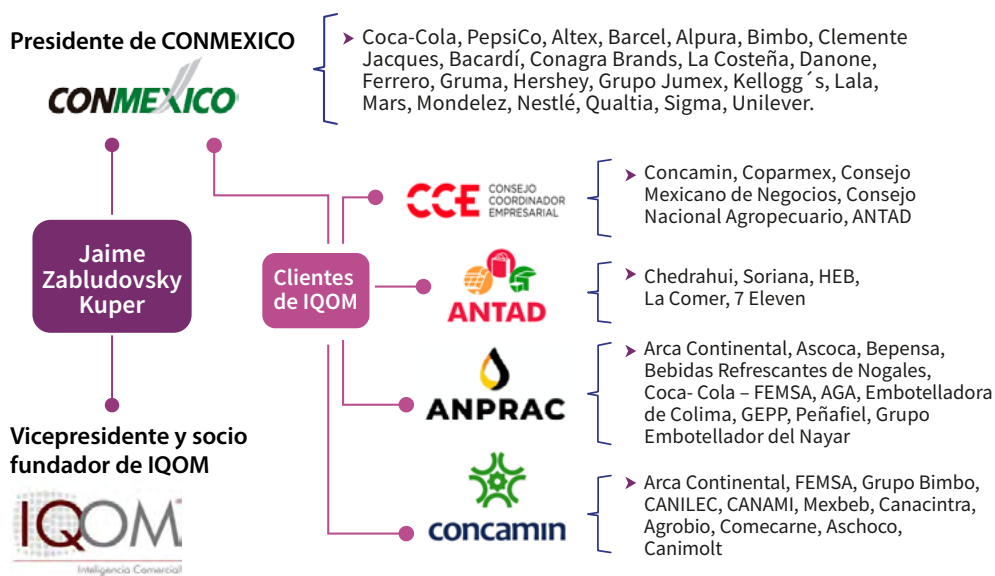 Presidente de CONMEXICO
CONMEXICO
Coca-Cola, PepsiCo, Altex, Barcel, Alpura, Bimbo, Clemente
Jacques, Bacardí, Conagra Brands, La Costeña, Danone,
Ferrero, Gruma, Hershey, Grupo Jumex, Kellogg´s, Lala,
Mars, Mondelez, Nestlé, Qualtia, Sigma, Unilever.
Jaime
Zabludovsky
Kuper
Vicepresidente y socio
fundador de IQOM
IQOM
Inteligencia Comercial
Clientes
de IQOM
CCE CONSEJO
COORDINADOR
EMPRESARIAL
Concamin, Coparmex, Consejo
Mexicano de Negocios, Consejo
Nacional Agropecuario, ANTAD
ANTAD
Chedrahui, Soriana, HEB,
La Comer, 7 Eleven
ANPRAC
Arca Continental, Ascoca, Bepensa,
Bebidas Refrescantes de Nogales,
Coca- Cola – FEMSA, AGA, Embotelladora
de Colima, GEPP, Peñafiel, Grupo
Embotellador del Nayar
concamin
Arca Continental, FEMSA, Grupo Bimbo,
CANILEC, CANAMI, Mexbeb, Canacintra,
Agrobio, Comecarne, Aschoco,
Canimolt